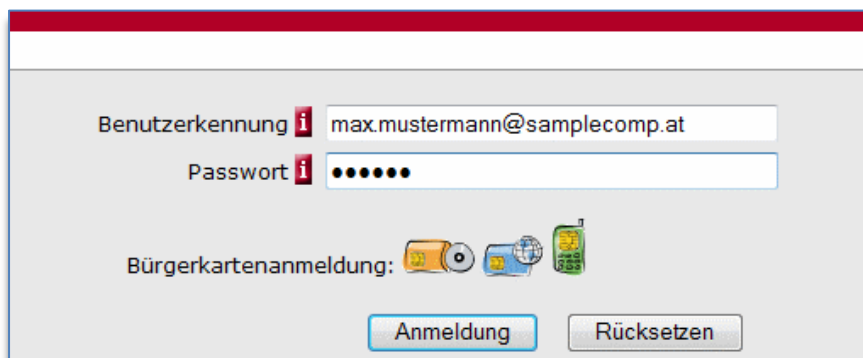 Benutzerkennung i max.mustermann@samplecomp.at
Passwort i ••••••
Bürgerkartenanmeldung:
Anmeldung Rücksetzen